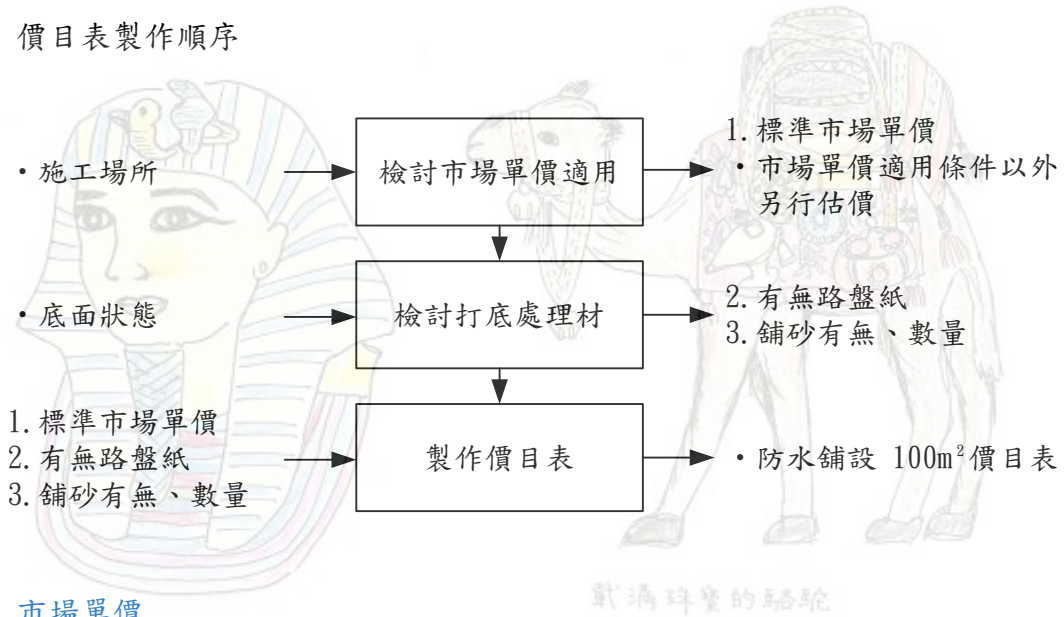 價目表製作順序
・施工場所
檢討市場單價適用
1.標準市場單價
・市場單價適用條件以外
另行估價
・底面狀態
檢討打底處理材
2.有無路盤紙
3.舖砂有無、數量
1.標準市場單價
2.有無路盤紙
3.舖砂有無、數量
製作價目表
・防水舖設 100m²價目表
戴滿珠寶的駱駝
市場單價